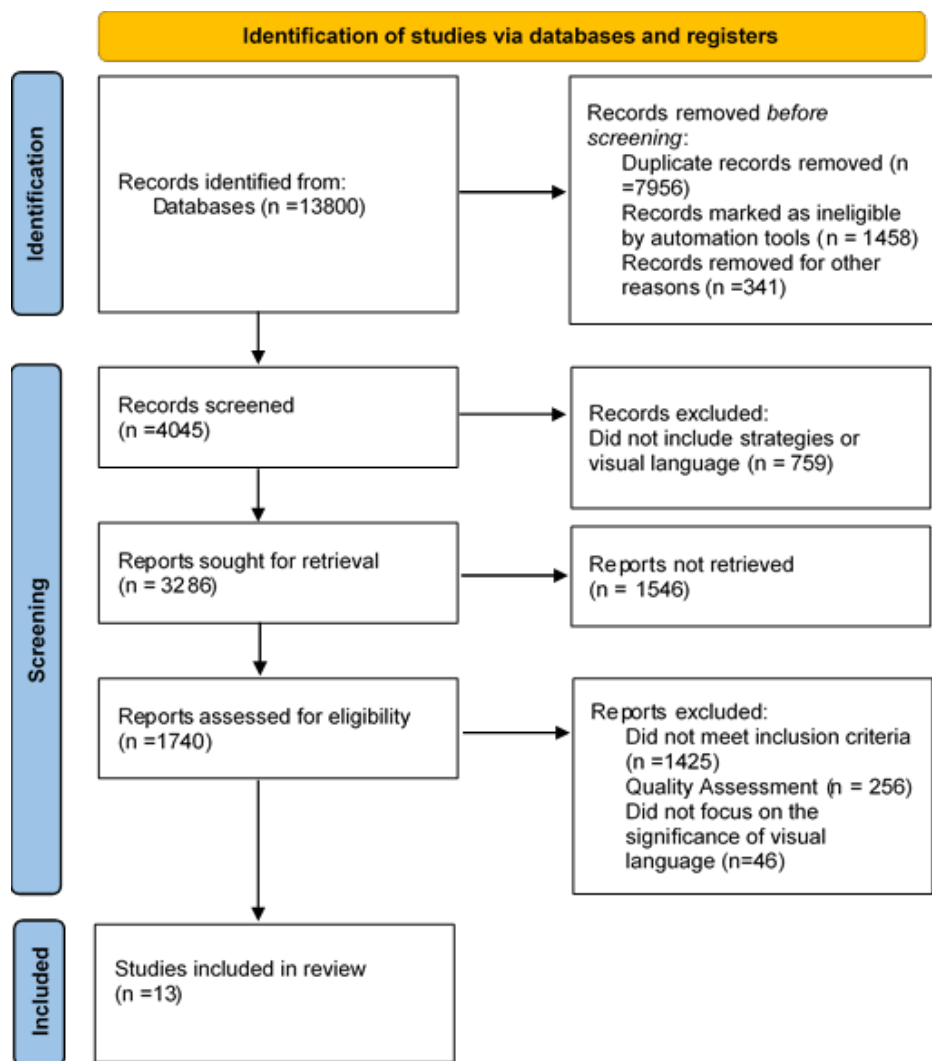 Identification of studies via databases and registers
Identification
Records identified from:
Databases (n =13800)
Records removed before
screening:
Duplicate records removed (n
=7956)
Records marked as ineligible
by automation tools (n = 1458)
Records removed for other
reasons (n =341)
Screening
Records screened
(n =4045)
Records excluded:
Did not include strategies or
visual language (n = 759)
Reports sought for retrieval
(n = 3286)
Reports not retrieved
(n = 1546)
Reports assessed for eligibility
(n =1740)
Reports excluded:
Did not meet inclusion criteria
(n =1425)
Quality Assessment (n = 256)
Did not focus on the
significance of visual
language (n=46)
Included
Studies included in review
(n =13)